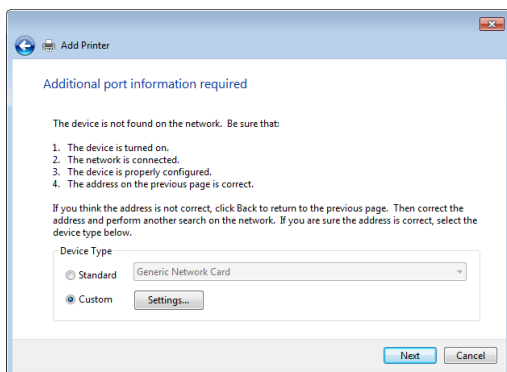 Add Printer
Additional port information required
The device is not found on the network. Be sure that:
1. The device is turned on.
2. The network is connected.
3. The device is properly configured.
4. The address on the previous page is correct.
If you think the address is not correct, click Back to return to the previous page. Then correct the
address and perform another search on the network. If you are sure the address is correct, select the
device type below.
Device Type
Standard
Generic Network Card
Custom
Settings...
Next
Cancel